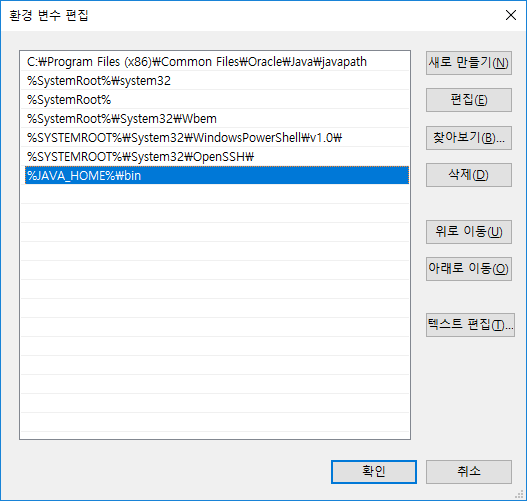 환경 변수 편집
C:₩Program Files (x86)₩Common Files₩Oracle₩Java₩javapath
%SystemRoot%₩system32
%SystemRoot%
%SystemRoot%₩System32₩Wbem
%SYSTEMROOT%₩System32₩WindowsPowerShell₩v1.0₩
%SYSTEMROOT%₩System32₩OpenSSH₩
%JAVA_HOME%₩bin
새로 만들기(N)
편집(E)
찾아보기(B)...
삭제(D)
위로 이동(U)
아래로 이동(O)
텍스트 편집(T)...
확인
취소